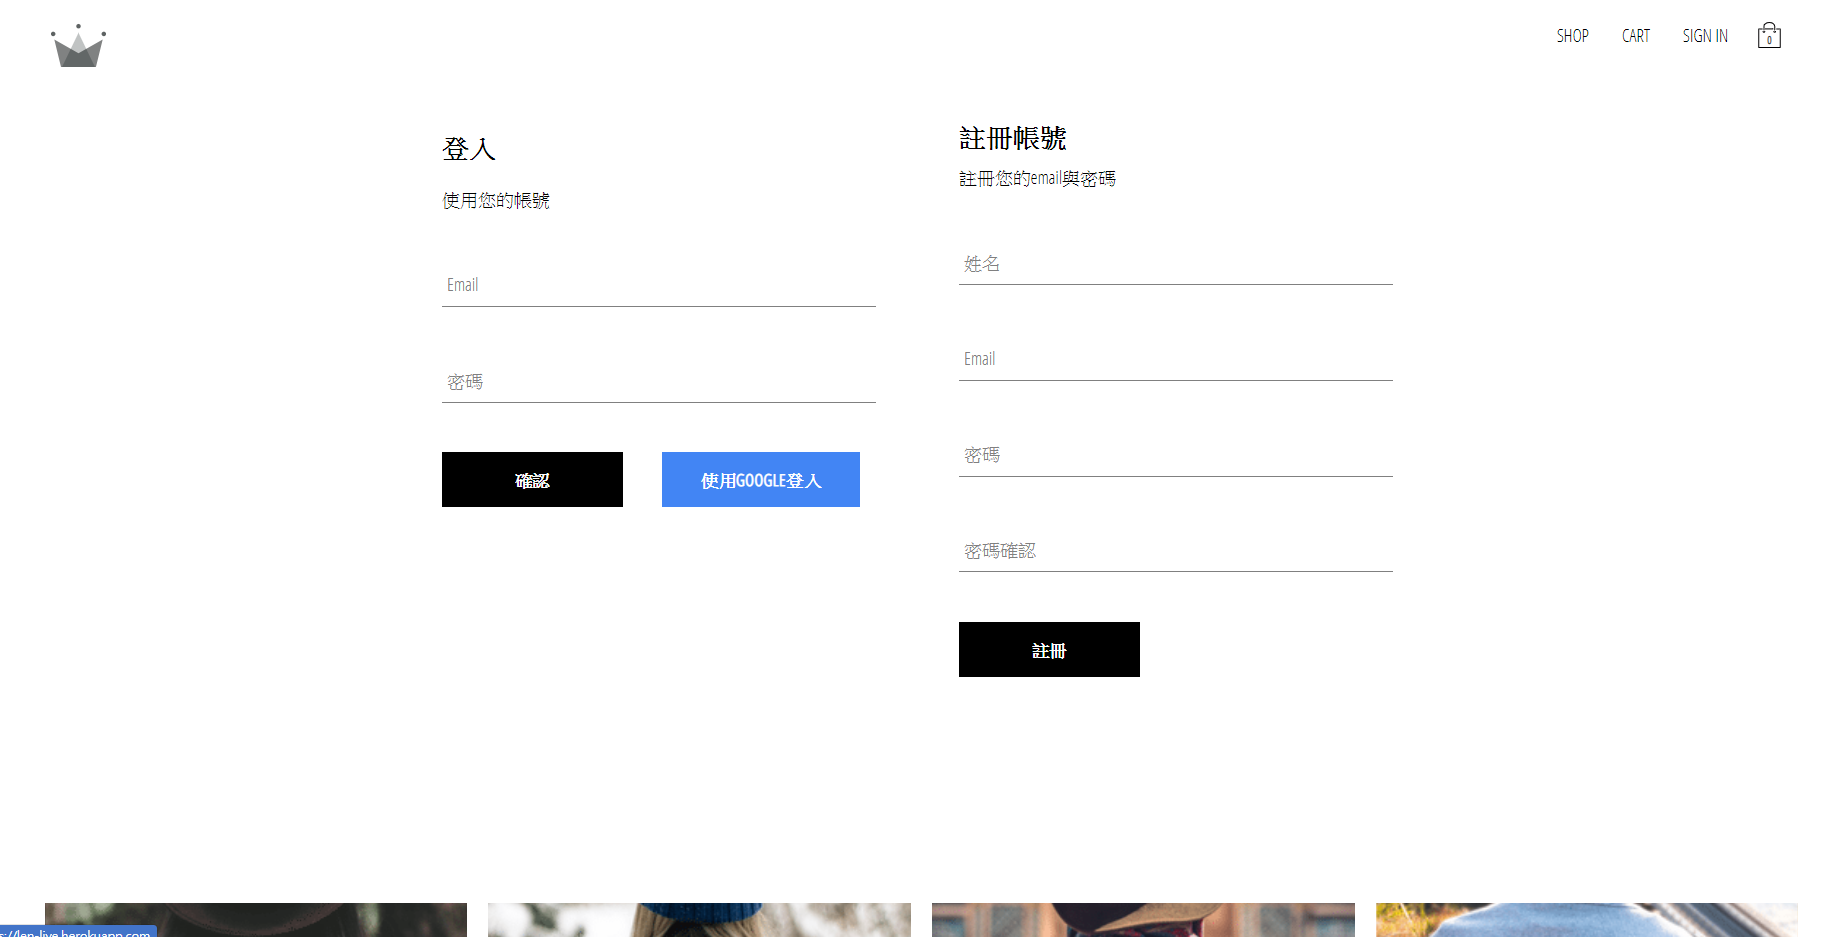 SHOP CART SIGN IN
0
登入
使用您的帳號
Email
密碼
確認 使用GOOGLE登入
註冊帳號
註冊您的email與密碼
姓名
Email
密碼
密碼確認
註冊
s://len-live.herokuapp.com